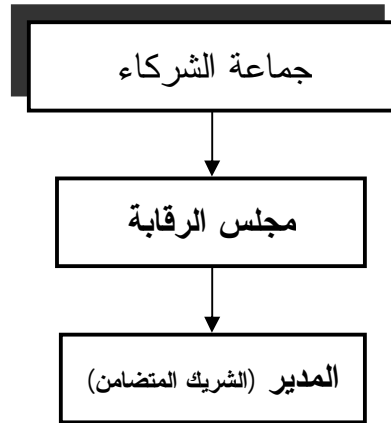 جماعة الشركاء
مجلس الرقابة
المدير (الشريك المتضامن)